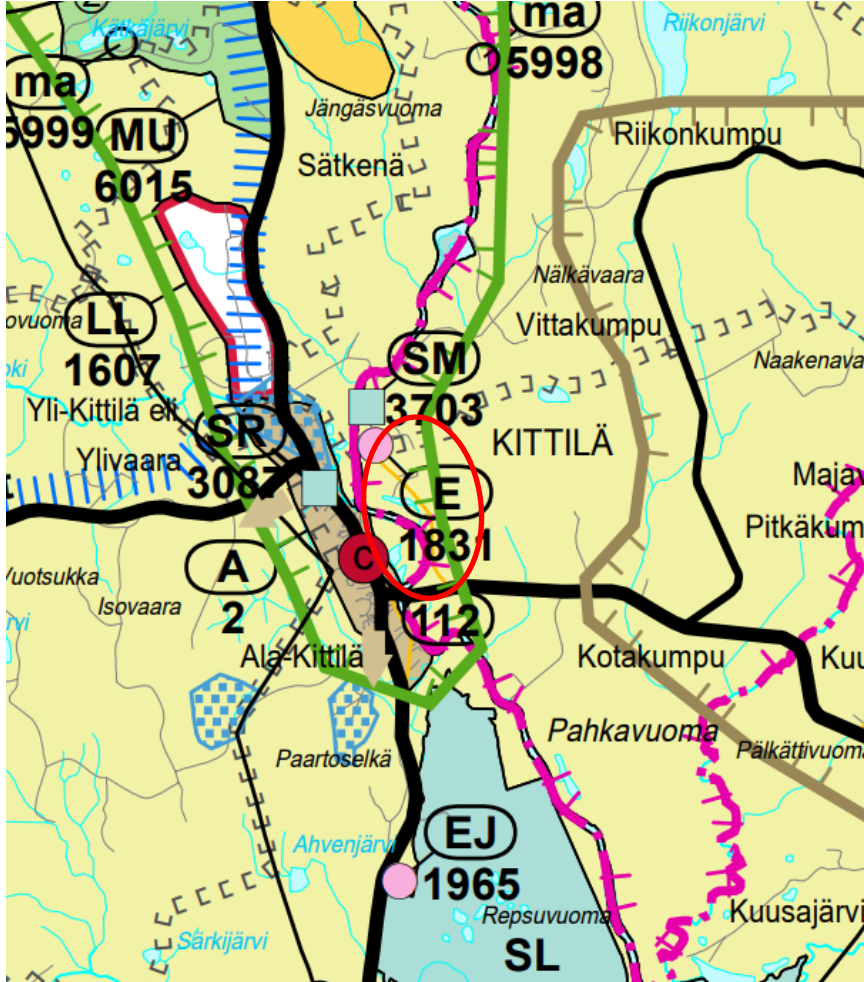 Kätkäjärvi
ma
5998
Riikonjärvi
ma
5999
MU
6015
Jängäsvuoma
Riikonkumpu
Sätkenä
Nälkävaara
LL
1607
Vittakumpu
SM
3703
Naakenava
Yli-Kittilä eli
Ylivaara
SR
3087
KITTILÄ
E
1831
Majav
Pitkäkum
C
A
2
Vuotsukka
Isovaara
112
Ala-Kittilä
Kotakumpu
Kuu
Pahkavuoma
Pälkättivuoma
Paartoselkä
EJ
1965
Ahvenjärvi
Repsuvuoma
SL
Kuusajärvi
Särkijärvi